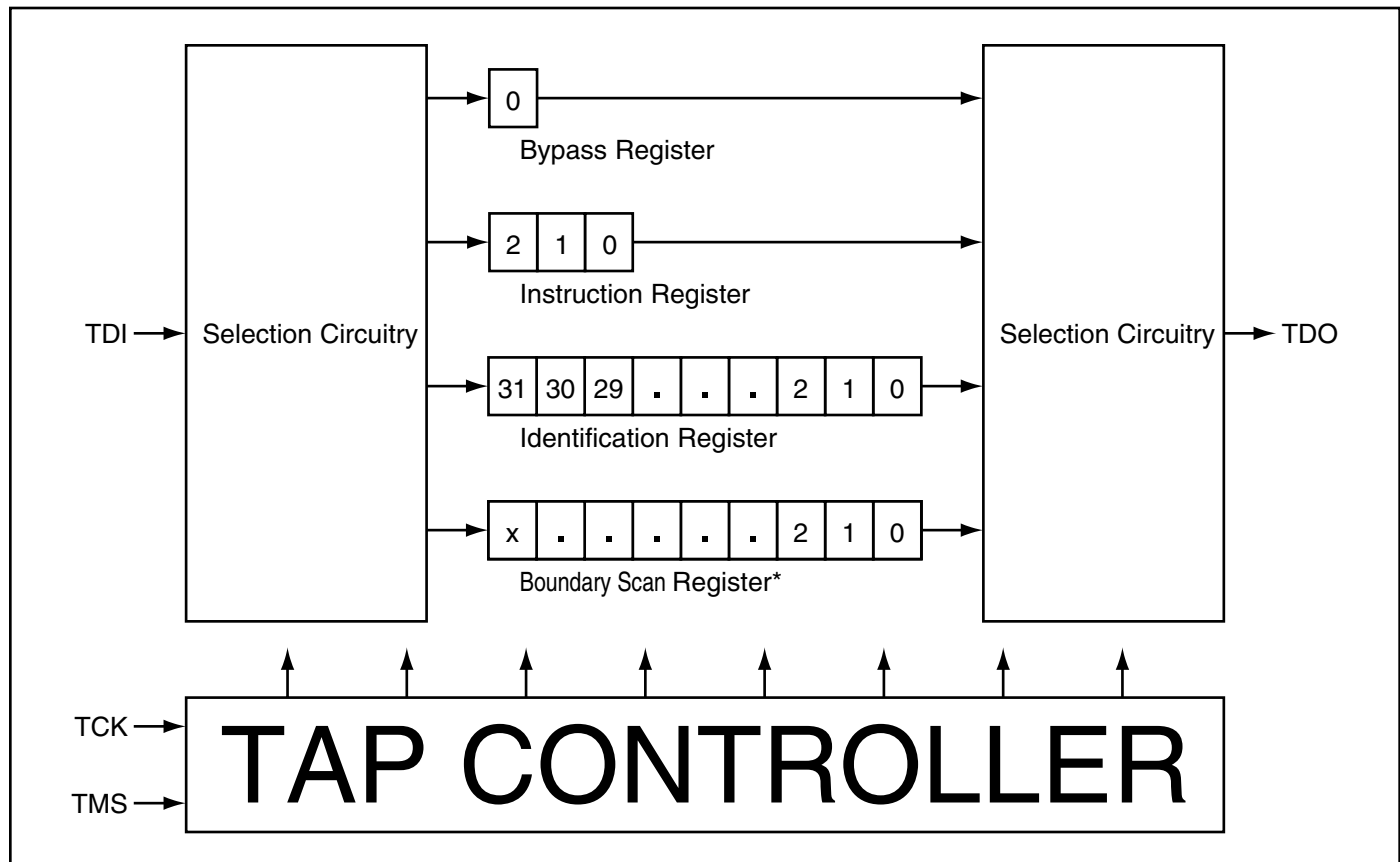 0
Bypass Register
2 1 0
Instruction Register
TDI
Selection Circuitry
Selection Circuitry
TDO
31 30 29 . . . 2 1 0
Identification Register
x . . . . . 2 1 0
Boundary Scan Register*
TCK
TMS
TAP CONTROLLER